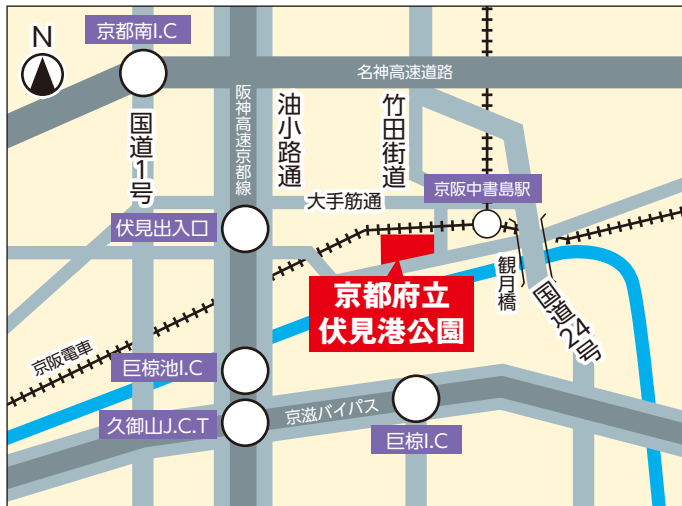 N
京都南I.C
名神高速道路
阪神高速京都線
油小路通
竹田街道
国道1号
大手筋通
京阪中書島駅
伏見出入口
観月橋
国道24号
京都府立
伏見港公園
京阪電車
巨椋池I.C
久御山J.C.T
京滋バイパス
巨椋I.C